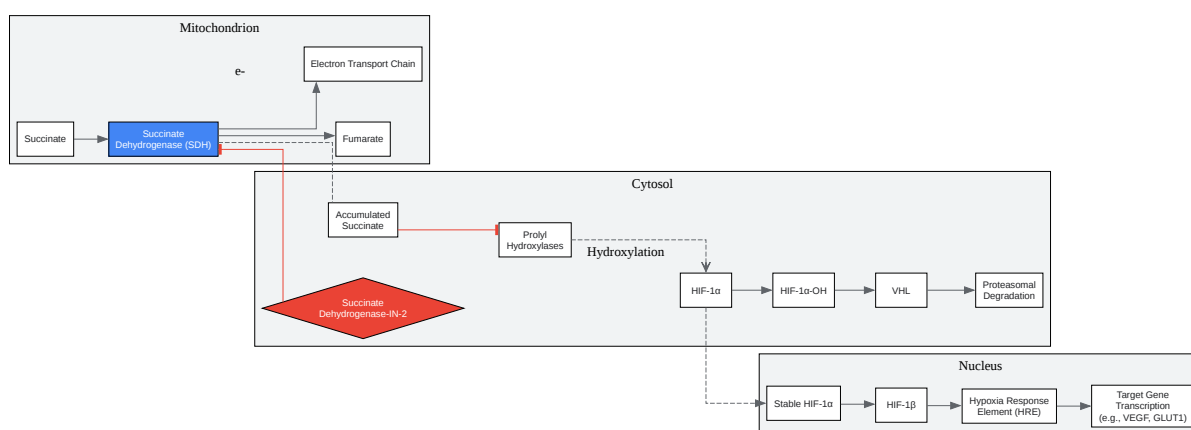 Mitochondrion
Electron Transport Chain
e-
Succinate
Succinate
Dehydrogenase (SDH)
Fumarate
Cytosol
Accumulated
Succinate
Prolyl
Hydroxylases
Hydroxylation
Succinate
Dehydrogenase-IN-2
HIF-1α
HIF-1α-OH
VHL
Proteasomal
Degradation
Nucleus
Stable HIF-1α
HIF-1β
Hypoxia Response
Element (HRE)
Target Gene
Transcription
(e.g., VEGF, GLUT1)